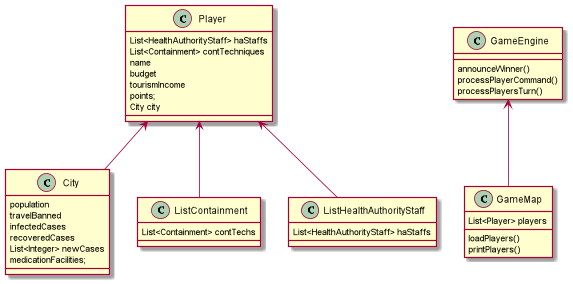 C Player
List<HealthAuthorityStaff> haStaffs
List<Containment> contTechniques
name
budget
tourismIncome
points;
City city
C GameEngine
announceWinner()
processPlayerCommand()
processPlayersTurn()
C City
population
travelBanned
infectedCases
recoveredCases
List<Integer> newCases
medicationFacilities;
C ListContainment
List<Containment> contTechs
C ListHealthAuthorityStaff
List<HealthAuthorityStaff> haStaffs
C GameMap
List<Player> players
loadPlayers()
printPlayers()